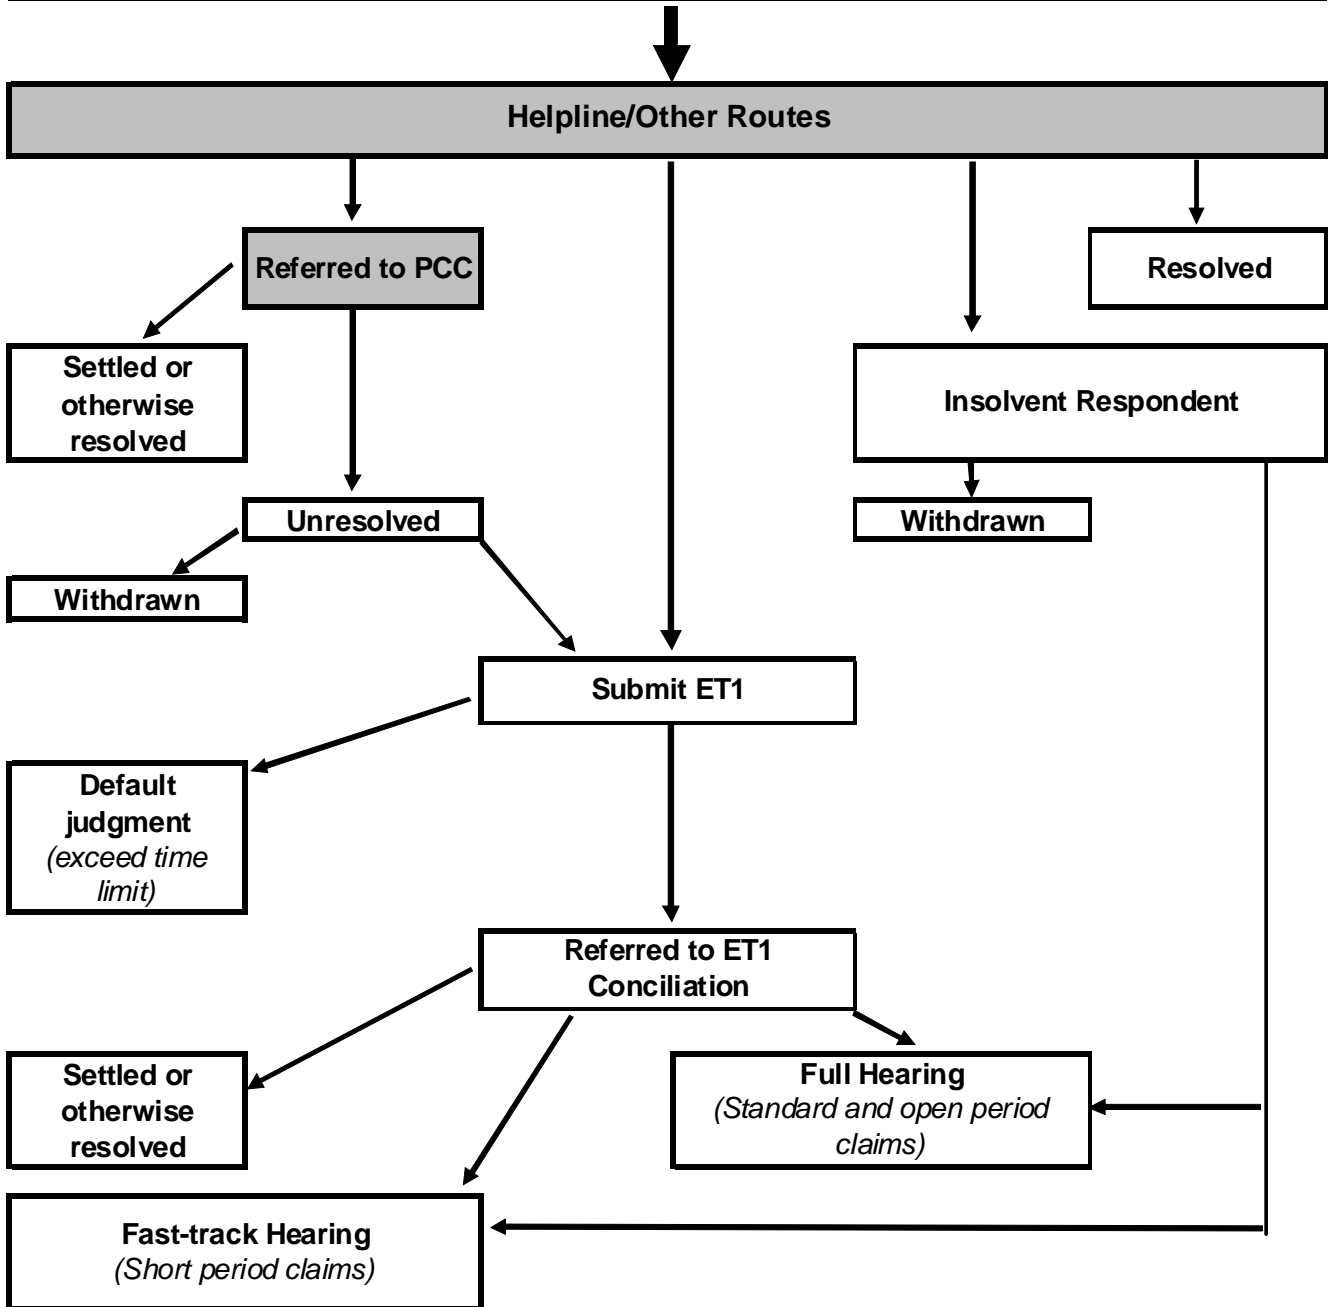 Helpline/Other Routes
Referred to PCC
Resolved
Settled or
otherwise
resolved
Insolvent Respondent
Unresolved
Withdrawn
Withdrawn
Submit ET1
Default
judgment
(exceed time
limit)
Referred to ET1
Conciliation
Settled or
otherwise
resolved
Full Hearing
(Standard and open period
claims)
Fast-track Hearing
(Short period claims)